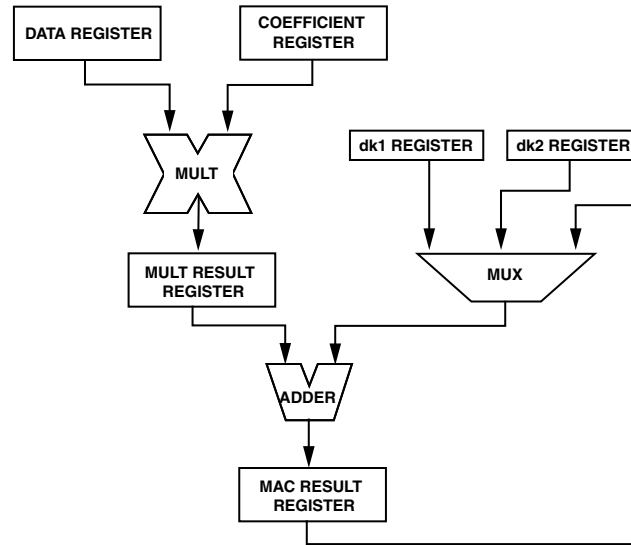 DATA REGISTER
COEFFICIENT
REGISTER
MULT
dk1 REGISTER
dk2 REGISTER
MULT RESULT
REGISTER
MUX
ADDER
MAC RESULT
REGISTER